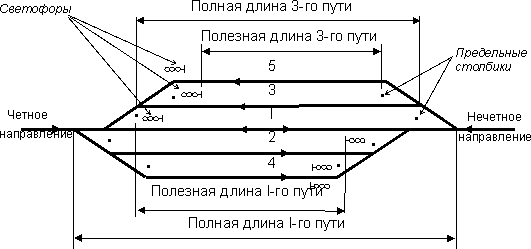 Полная длина 3-го пути
Светофоры
Полезная длина 3-го пути
Предельные
столбики
5
3
1
Четное
направление
Нечетное
направление
2
4
Полезная длина I-го пути
Полная длина I-го пути